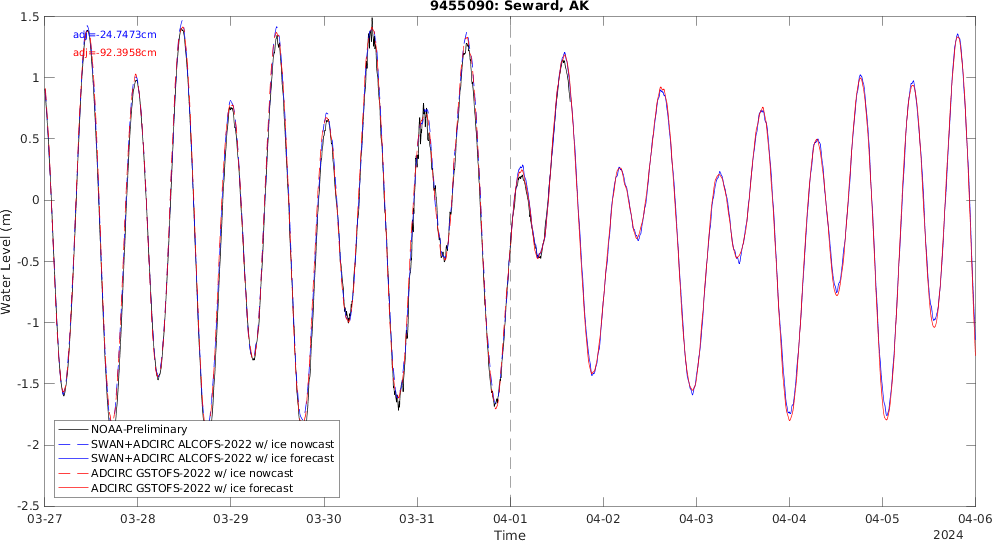 9455090: Seward, AK
adj=-24.7473cm
adj=-92.3958cm
1.5
1
0.5
0
-0.5
-1
-1.5
-2
-2.5
Water Level (m)
NOAA-Preliminary
SWAN+ADCIRC ALCOFS-2022 w/ ice nowcast
SWAN+ADCIRC ALCOFS-2022 w/ ice forecast
ADCIRC GSTOFS-2022 w/ ice nowcast
ADCIRC GSTOFS-2022 w/ ice forecast
03-27 03-28 03-29 03-30 03-31 04-01 04-02 04-03 04-04 04-05 04-06
Time
2024